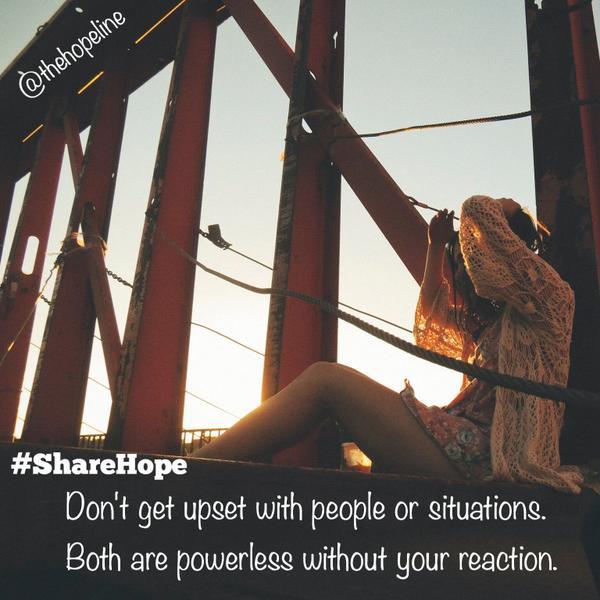 @thehopeline
#ShareHope
Don't get upset with people or situations.
Both are powerless without your reaction.